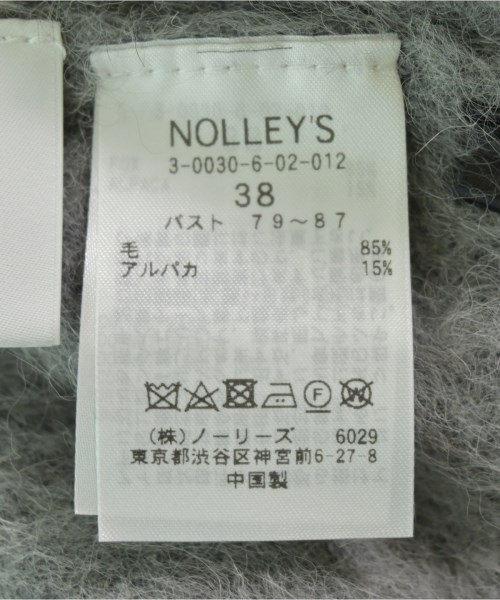 NOLLEY'S
3-0030-6-02-012
38
バスト 79～87
毛 85%
アルパカ 15%
(株)ノーリーズ 6029
東京都渋谷区神宮前6-27-8
中国製